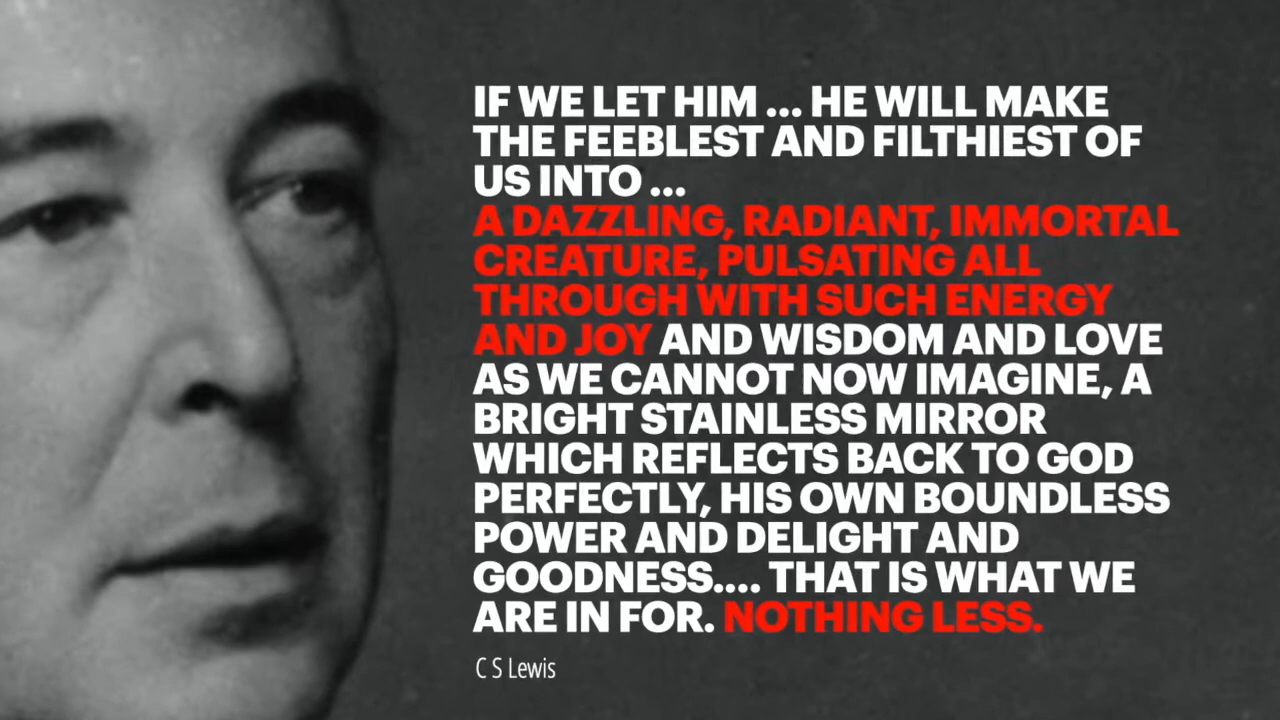 IF WE LET HIM ... HE WILL MAKE
THE FEEBLEST AND FILTHIEST OF
US INTO ...
A DAZZLING, RADIANT, IMMORTAL
CREATURE, PULSATING ALL
THROUGH WITH SUCH ENERGY
AND JOY AND WISDOM AND LOVE
AS WE CANNOT NOW IMAGINE, A
BRIGHT STAINLESS MIRROR
WHICH REFLECTS BACK TO GOD
PERFECTLY, HIS OWN BOUNDLESS
POWER AND DELIGHT AND
GOODNESS.... THAT IS WHAT WE
ARE IN FOR. NOTHING LESS.
C S Lewis